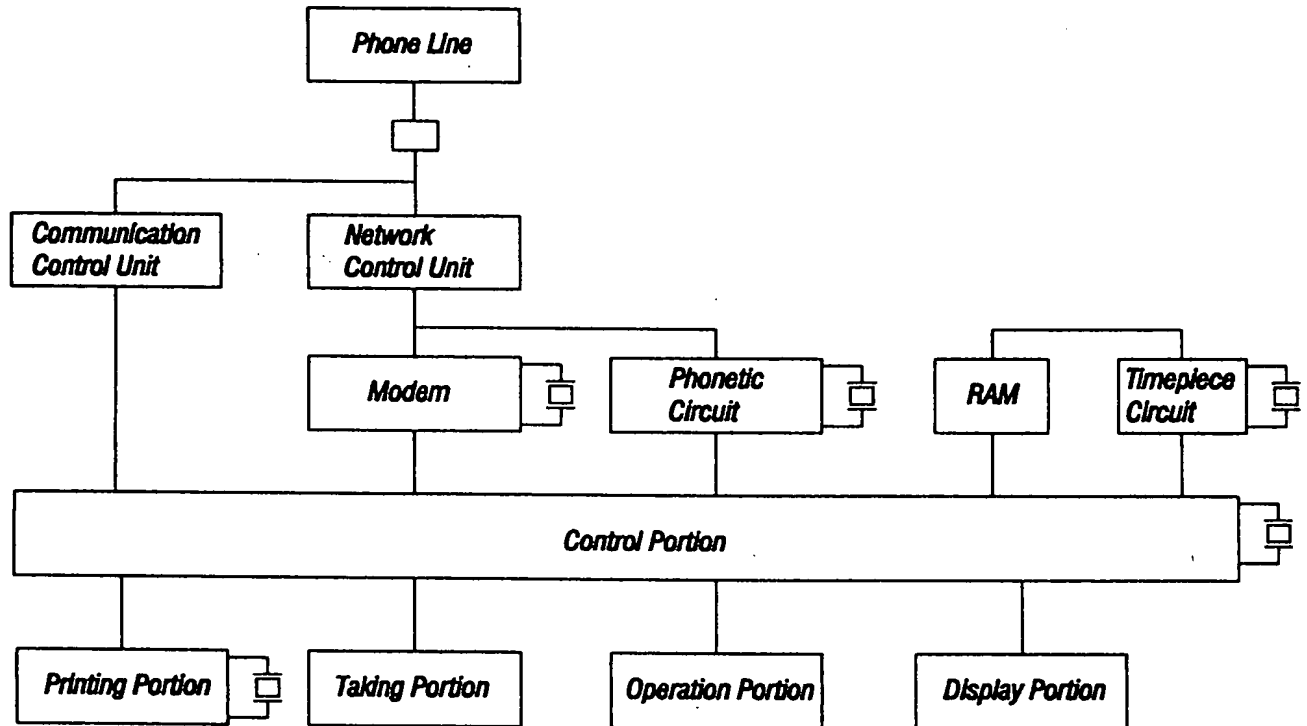 Phone Line
Communication
Control Unit
Network
Control Unit
Modem
Phonetic
Circuit
RAM
Timepiece
Circuit
Control Portion
Printing Portion
Taking Portion
Operation Portion
Display Portion